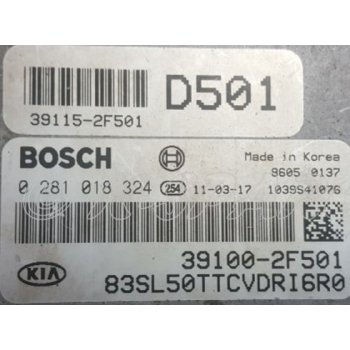 D501
39115-2F501
BOSCH
Made in Korea
9605 0137
0 281 018 324 254 11-03-17 1039S41076
39100-2F501
KIA
83SL50TTCVDRI6R0